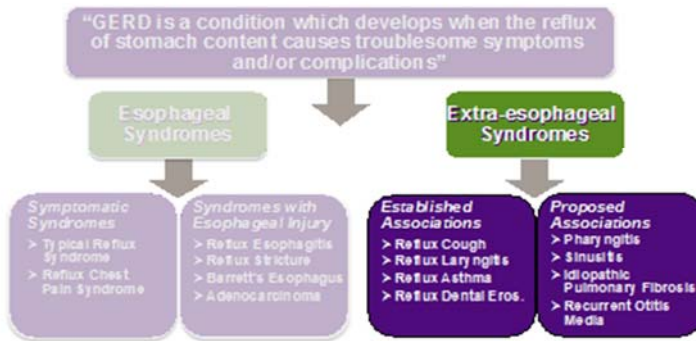 “GERD is a condition which develops when the reflux
of stomach content causes troublesome symptoms
and/or complications”
Esophageal
Syndromes
Extra-esophageal
Syndromes
Symptomatic
Syndromes
➤ Typical Reflux
Syndrome
➤ Reflux Chest
Pain Syndrome
Syndromes with
Esophageal Injury
➤ Reflux Esophagitis
➤ Reflux Stricture
➤ Barrett's Esophagus
➤ Adenocarcinoma
Established
Associations
➤ Reflux Cough
➤ Reflux Laryngitis
➤ Reflux Asthma
➤ Reflux Dental Eros.
Proposed
Associations
➤ Pharyngitis
➤ Sinusitis
➤ Idiopathic
Pulmonary Fibrosis
➤ Recurrent Otitis
Media